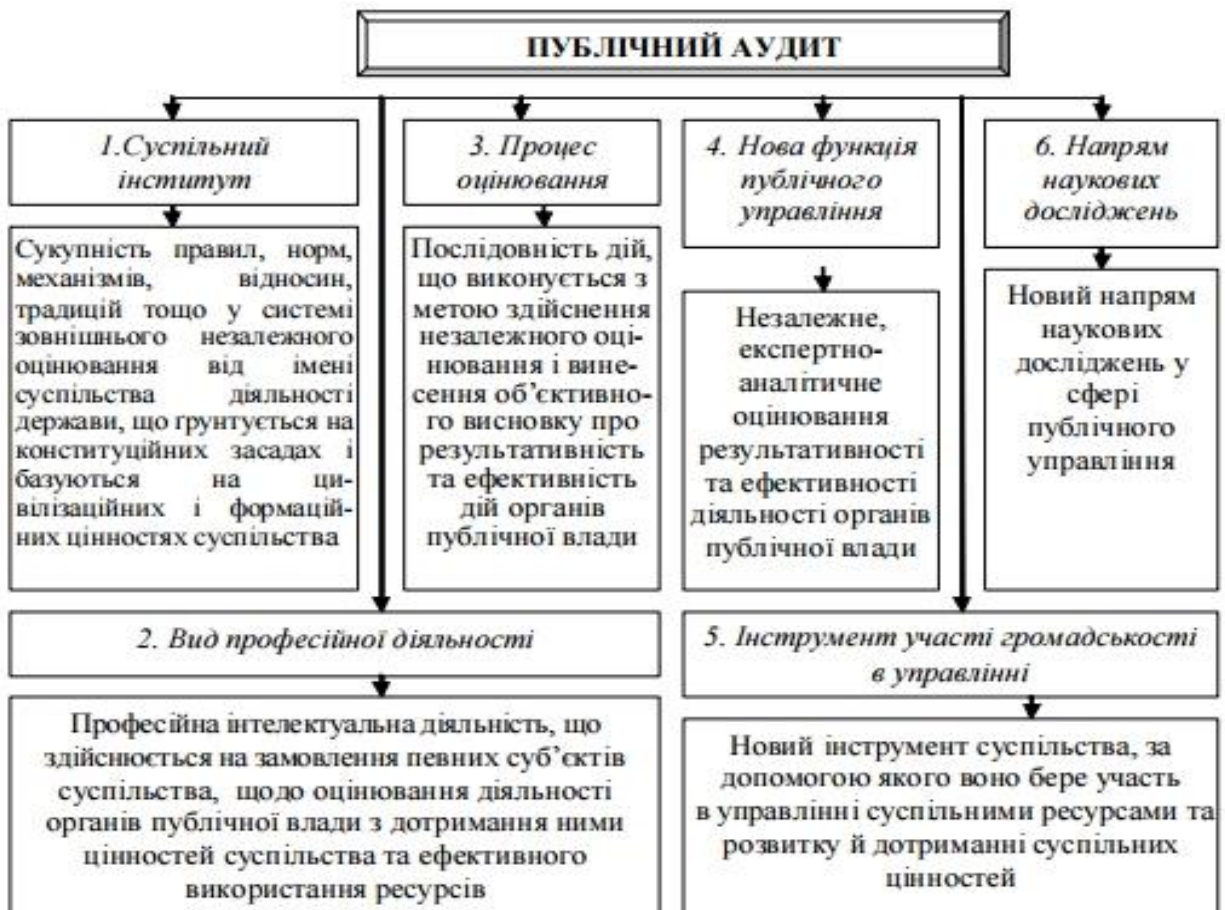 ПУБЛІЧНИЙ АУДИТ
1.Суспільний
інститут
Сукупність правил, норм,
механізмів, відносин,
традицій тощо у системі
зовнішнього незалежного
оцінювання від імені
суспільства діяльності
держави, що ґрунтується на
конституційних засадах і
базуються на ци-
вілізаційних і формацій-
них цінностях суспільства
3. Процес
оцінювання
Послідовність дій,
що виконується з
метою здійснення
незалежного оці-
нювання і вине-
сення об’єктивно-
го висновку про
результативність
та ефективність
дій органів
публічної влади
4. Нова функція
публічного
управління
Незалежне,
експертно-
аналітичне
оцінювання
результативності
та ефективності
діяльності органів
публічної влади
6. Напрям
наукових
досліджень
Новий напрям
наукових
досліджень у
сфері
публічного
управління
2. Вид професійної діяльності
Професійна інтелектуальна діяльність, що
здійснюється на замовлення певних суб’єктів
суспільства, щодо оцінювання діяльності
органів публічної влади з дотримання ними
цінностей суспільства та ефективного
використання ресурсів
5. Інструмент участі громадськості
в управлінні
Новий інструмент суспільства, за
допомогою якого воно бере участь
в управлінні суспільними ресурсами та
розвитку й дотриманні суспільних
цінностей